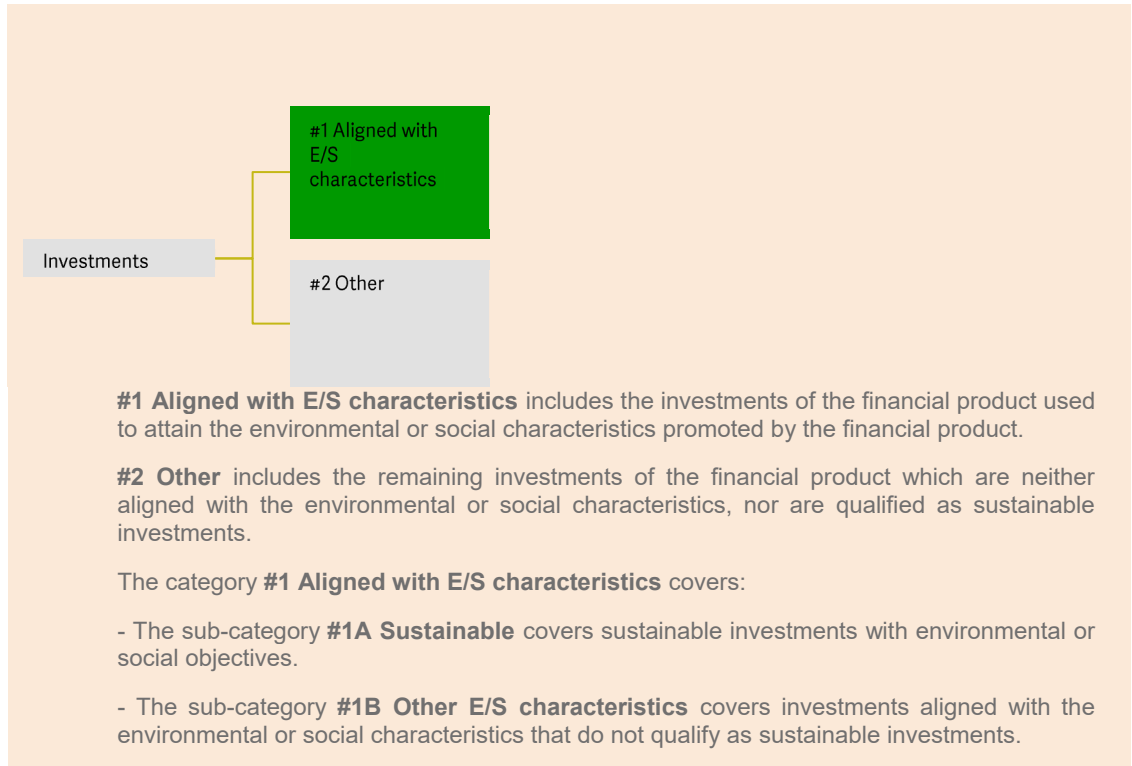 #1 Aligned with
E/S
characteristics
Investments
#2 Other
#1 Aligned with E/S characteristics includes the investments of the financial product used
to attain the environmental or social characteristics promoted by the financial product.
#2 Other includes the remaining investments of the financial product which are neither
aligned with the environmental or social characteristics, nor are qualified as sustainable
investments.
The category #1 Aligned with E/S characteristics covers:
- The sub-category #1A Sustainable covers sustainable investments with environmental or
social objectives.
- The sub-category #1B Other E/S characteristics covers investments aligned with the
environmental or social characteristics that do not qualify as sustainable investments.